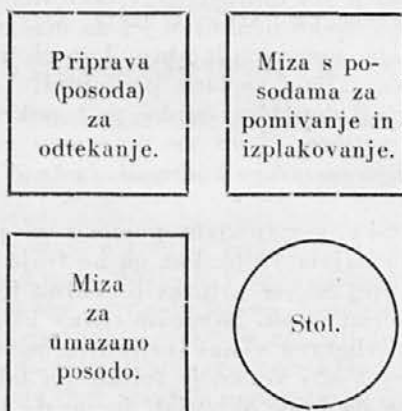 Priprava
(posoda)
za
odtekanje.
Miza s po-
sodama za
pomivanje in
izplakovanje.
Miza
za
umazano
posodo.
Stol.